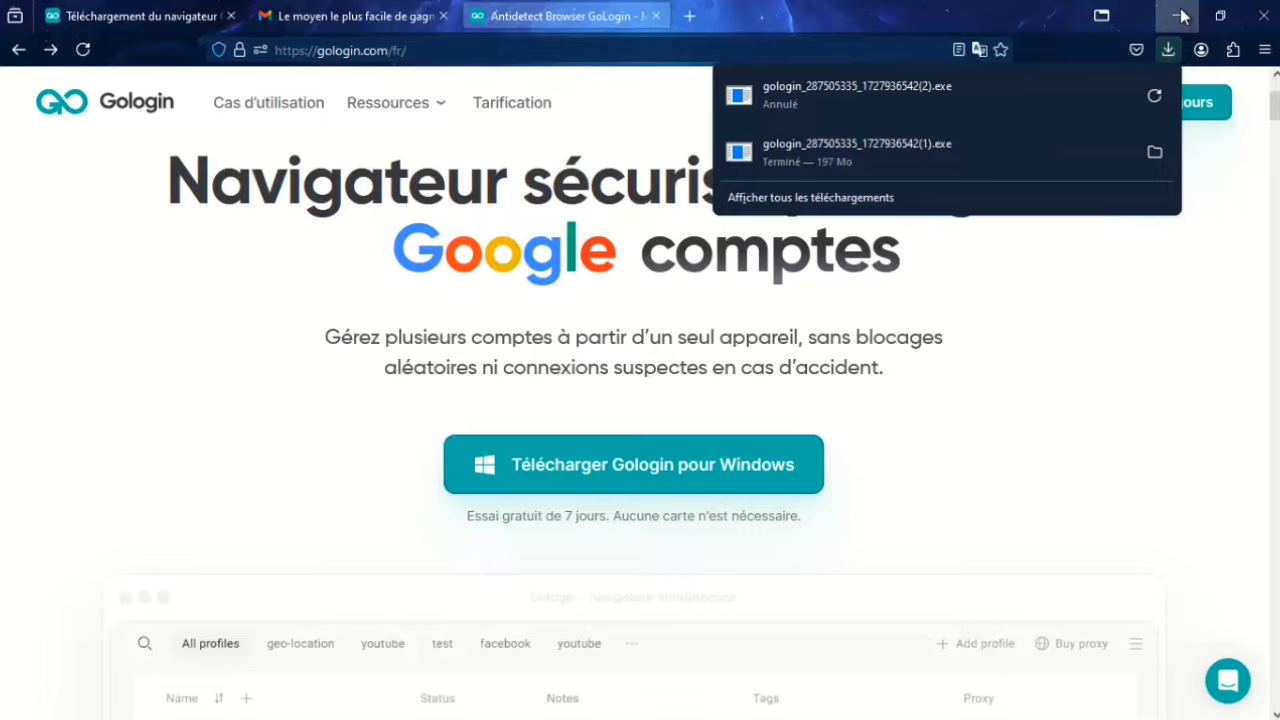 Téléchargement du navigateur
Le moyen le plus facile de gagn
Antidetect Browser GoLogin -
https://gologin.com/fr/
gologin_287505335_1727936542(2).exe
Annulé
gologin_287505335_1727936542(1).exe
Terminé — 197 Mo
Afficher tous les téléchargements
Gologin
Cas d'utilisation
Ressources
Tarification
ours
Navigateur sécuris
Google comptes
Gérez plusieurs comptes à partir d'un seul appareil, sans blocages
aléatoires ni connexions suspectes en cas d'accident.
Télécharger Gologin pour Windows
Essai gratuit de 7 jours. Aucune carte n'est nécessaire.
All profiles
geo-location
youtube
test
facebook
youtube
Add profile
Buy proxy
Name
Status
Notes
Tags
Proxy